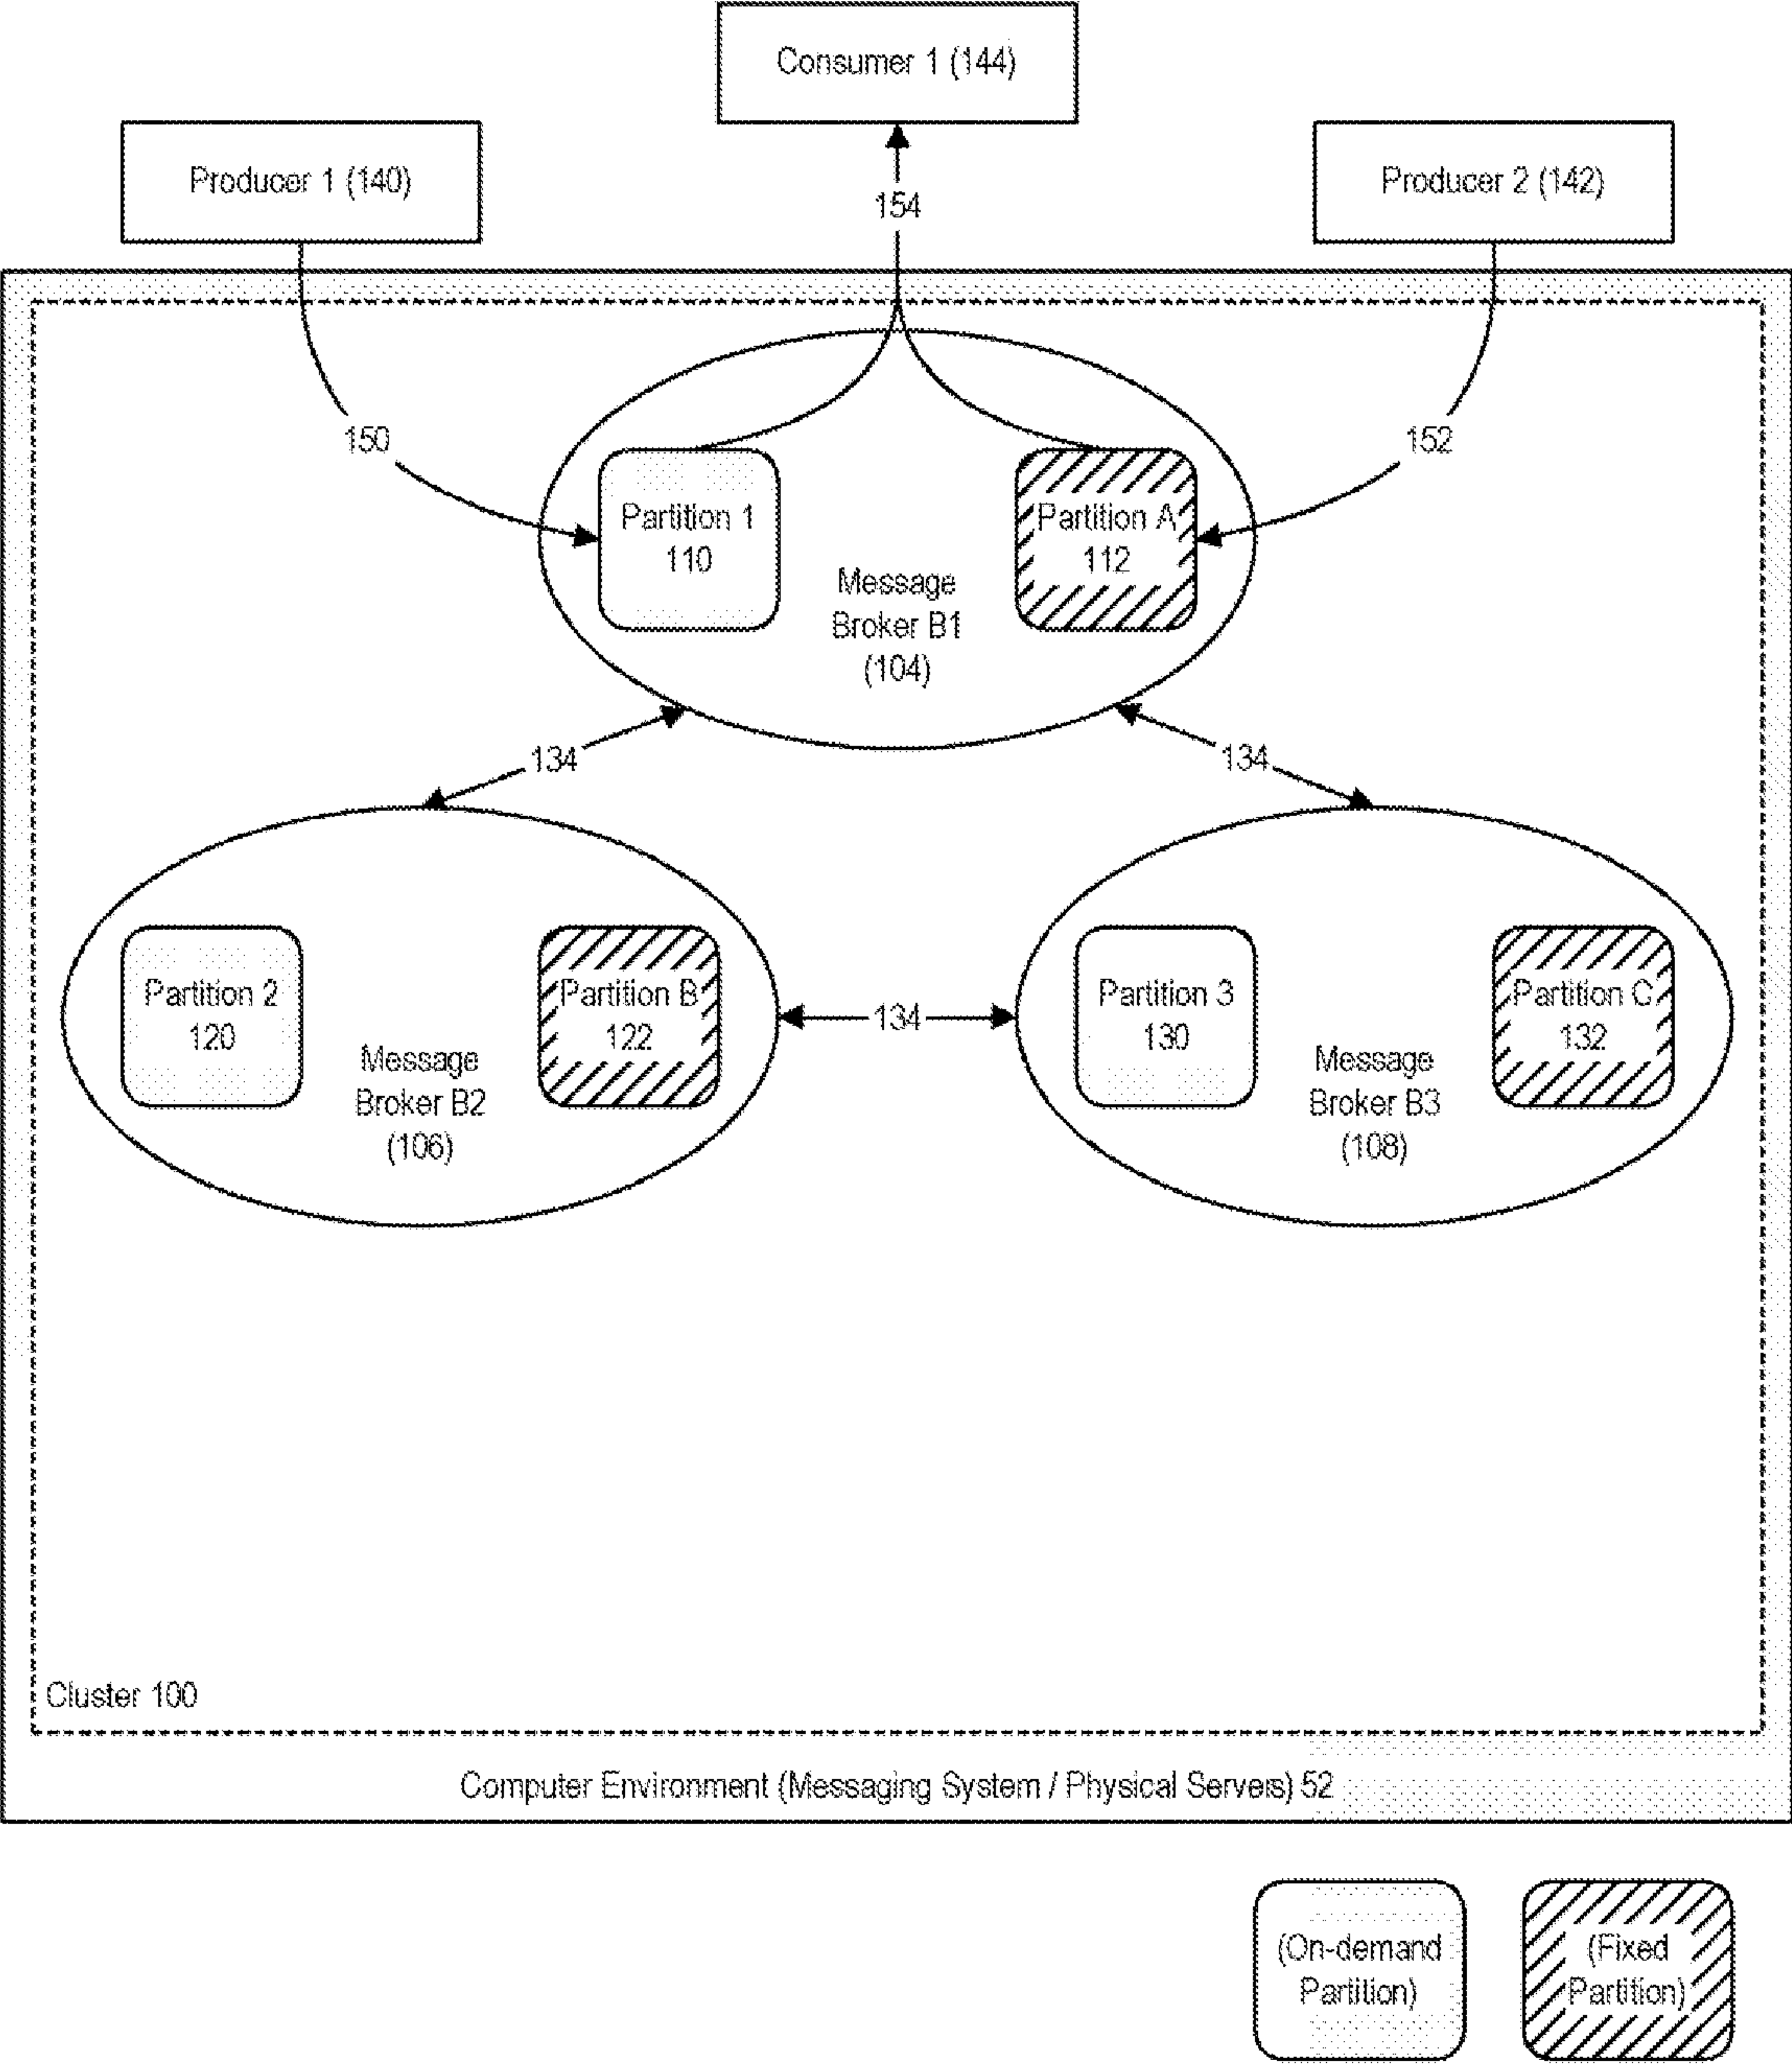 Consumer 1 (144)
Producer 1 (140)
Producer 2 (142)
154
150
152
Partition 1
110
Partition A
112
Message
Broker B1
(104)
134
134
Partition 2
120
Partition B
122
Message
Broker B2
(106)
134
Partition 3
130
Partition C
132
Message
Broker B3
(108)
Cluster 100
Computer Environment (Messaging System / Physical Servers) 52
(On-demand
Partition)
(Fixed
Partition)